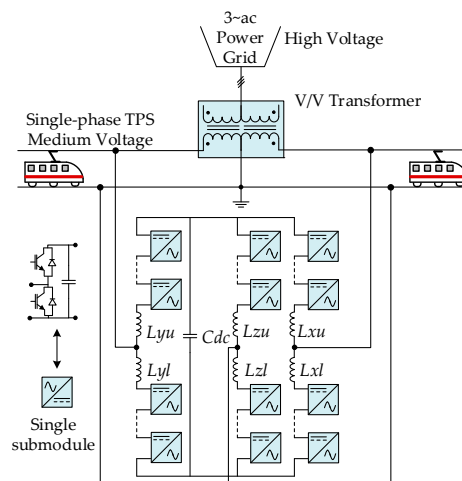 3~ac
Power
Grid
High Voltage
V/V Transformer
Single-phase TPS
Medium Voltage
Lyu
Cdc
Lzu
Lxu
Lyl
Lzl
Lxl
Single
submodule